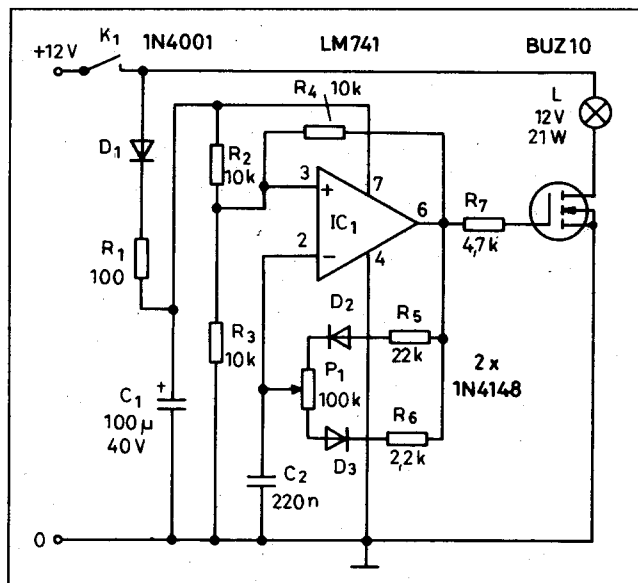 +12V
K1
1N4001
LM741
BUZ10
R4 10k
L
12V
21W
D1
R2
10k
3
7
+
IC1
6
R7
4,7k
2
−
4
R1
100
R3
10k
D2
R5
22k
P1
100k
2 x
1N4148
R6
2,2k
D3
+
C1
100µ
40V
C2
220n
0